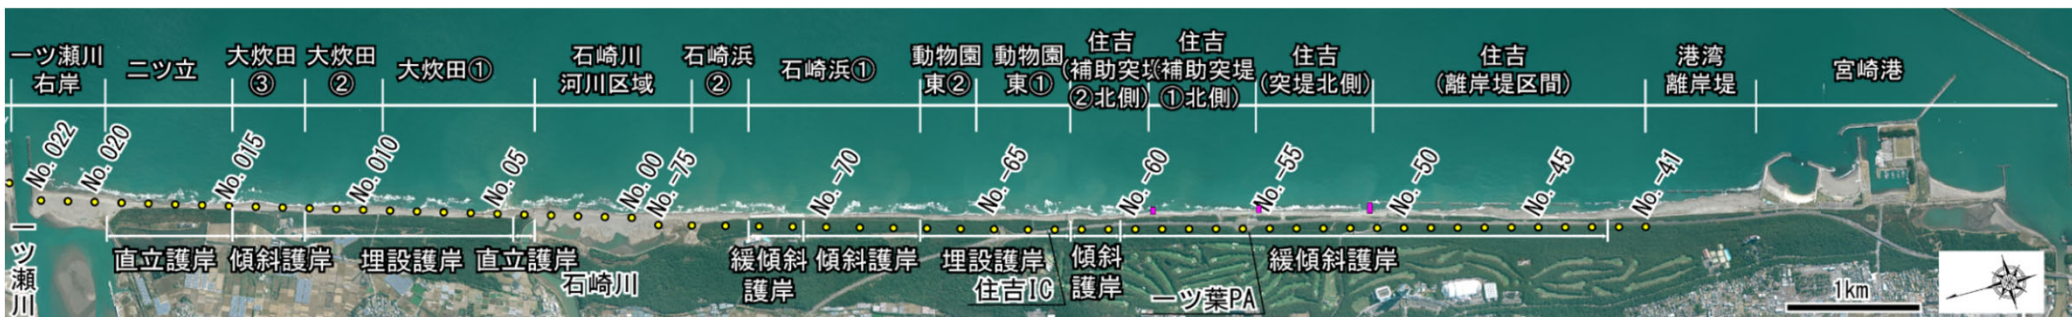 一ツ瀬川
右岸
二ツ立
大炊田
③
大炊田
②
大炊田①
石崎川
河川区域
石崎浜
②
石崎浜①
動物園
東②
動物園
東①
住吉
(補助突堤
②北側)
住吉
(補助突堤
①北側)
住吉
(突堤北側)
住吉
(離岸堤区間)
港湾
離岸堤
宮崎港
No. 022
No. 020
No. 015
No. 010
No. 05
No. 00
No. -75
No. -70
No. -65
No. -60
No. -55
No. -50
No. -45
No. -41
一ツ瀬川
直立護岸
傾斜護岸
埋設護岸
直立護岸
石崎川
緩傾斜
護岸
傾斜護岸
埋設護岸
住吉IC
傾斜
護岸
一ツ葉PA
緩傾斜護岸
1km